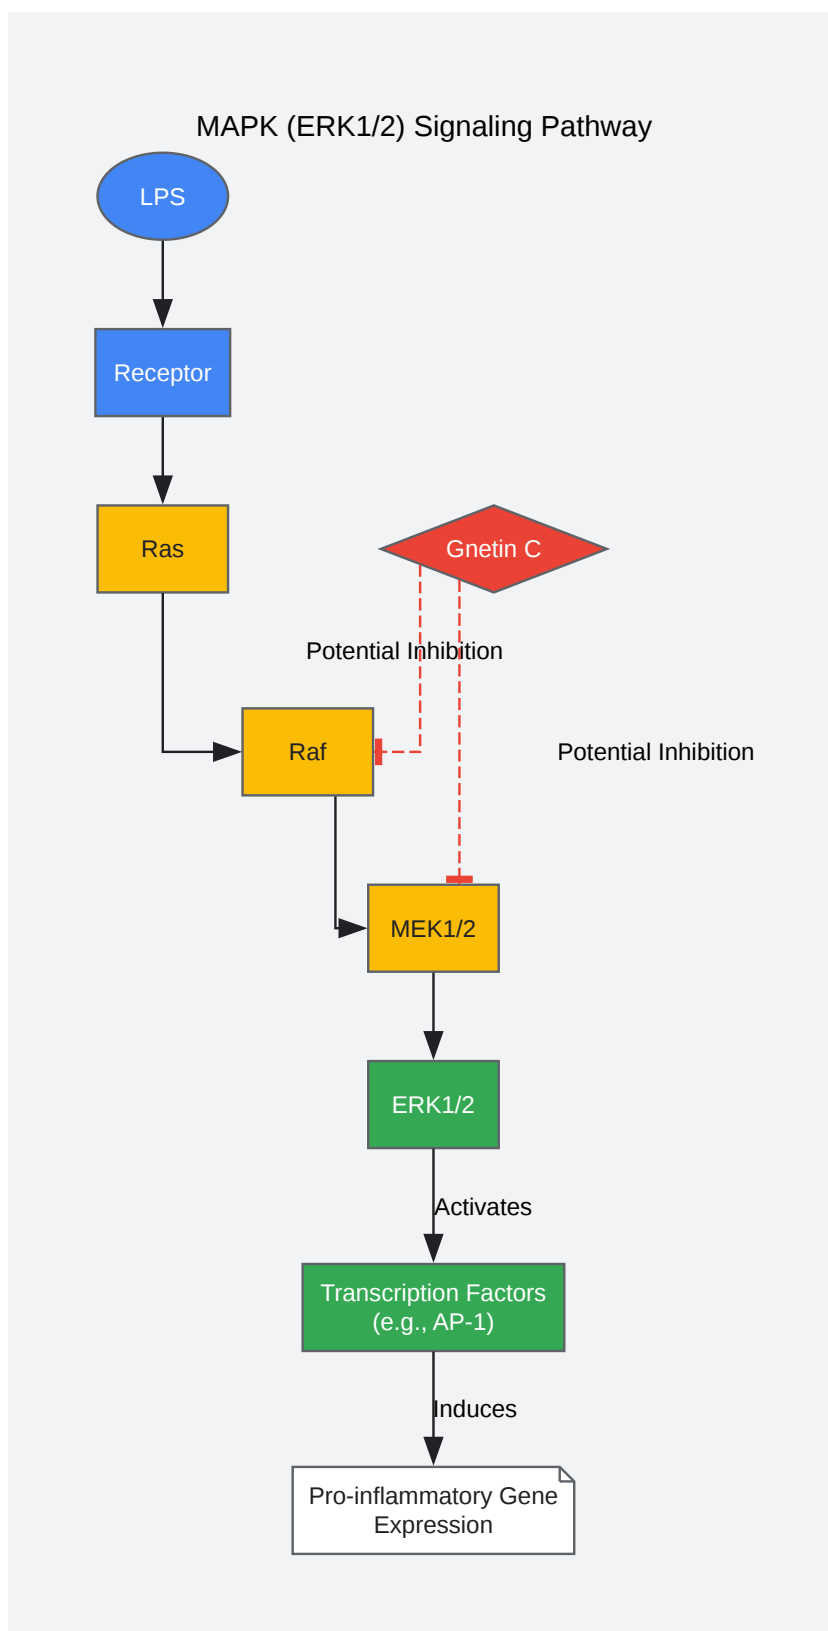 MAPK (ERK1/2) Signaling Pathway
LPS
Receptor
Ras
Gnetin C
Potential Inhibition
Raf
Potential Inhibition
MEK1/2
ERK1/2
Activates
Transcription Factors
(e.g., AP-1)
Induces
Pro-inflammatory Gene
Expression